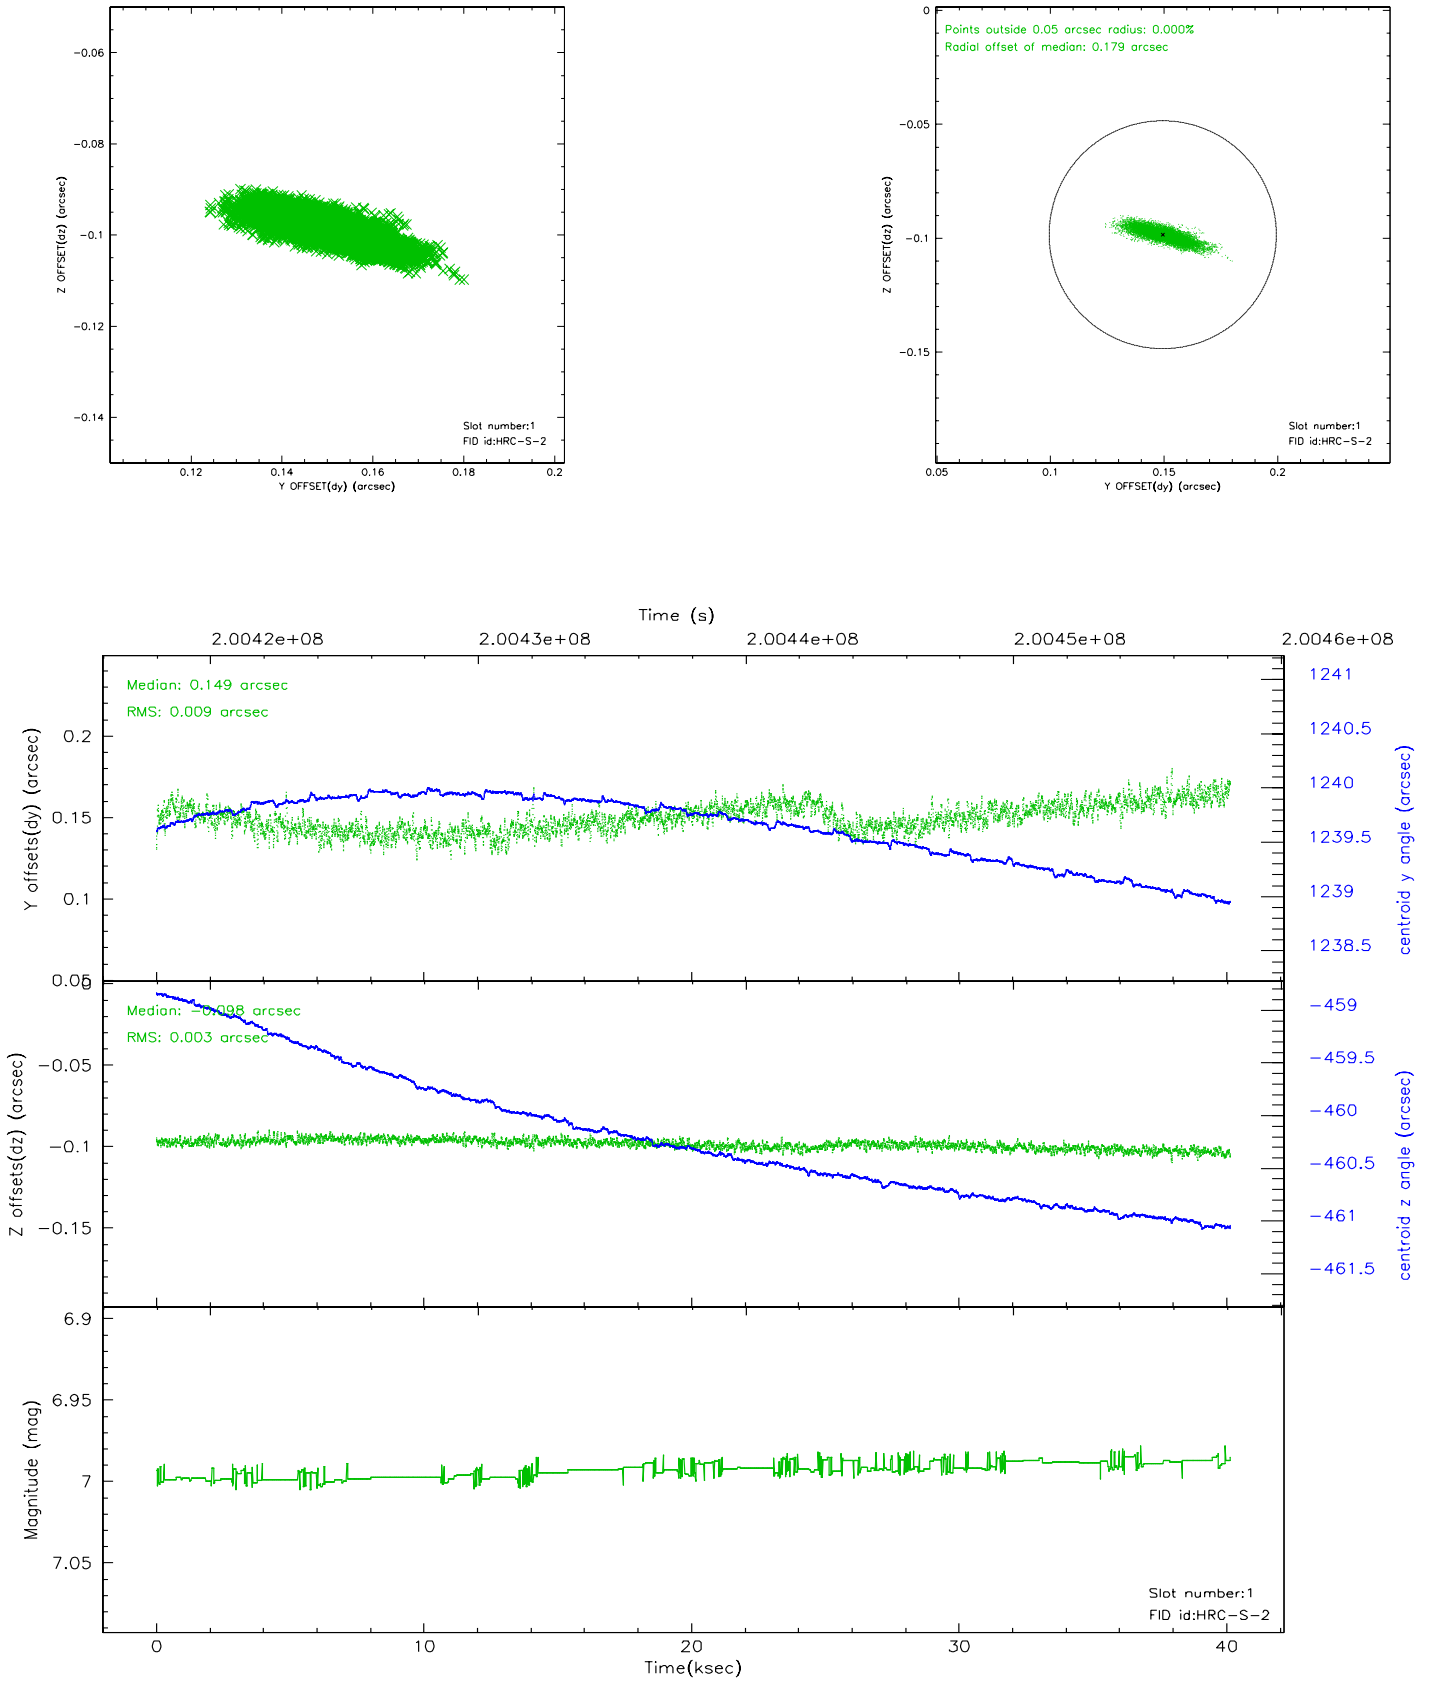 -0.06
-0.08
-0.1
-0.12
-0.14
Z OFFSET(dz) (arcsec)
0.12 0.14 0.16 0.18 0.2
Y OFFSET(dy) (arcsec)
Slot number:1
FID id:HRC-S-2
Points outside 0.05 arcsec radius: 0.000%
Radial offset of median: 0.179 arcsec
0
-0.05
-0.1
-0.15
Z OFFSET(dz) (arcsec)
0.05 0.1 0.15 0.2
Y OFFSET(dy) (arcsec)
Slot number:1
FID id:HRC-S-2
Time (s)
2.0042e+08 2.0043e+08 2.0044e+08 2.0045e+08 2.0046e+08
Median: 0.149 arcsec
RMS: 0.009 arcsec
0.2
0.15
0.1
0.05
Y offsets(dy) (arcsec)
1241
1240.5
1240
1239.5
1239
1238.5
centroid y angle (arcsec)
Median: -0.098 arcsec
RMS: 0.003 arcsec
0
-0.05
-0.1
-0.15
Z offsets(dz) (arcsec)
-459
-459.5
-460
-460.5
-461
-461.5
centroid z angle (arcsec)
6.9
6.95
7
7.05
Magnitude (mag)
Slot number:1
FID id:HRC-S-2
0 10 20 30 40
Time(ksec)